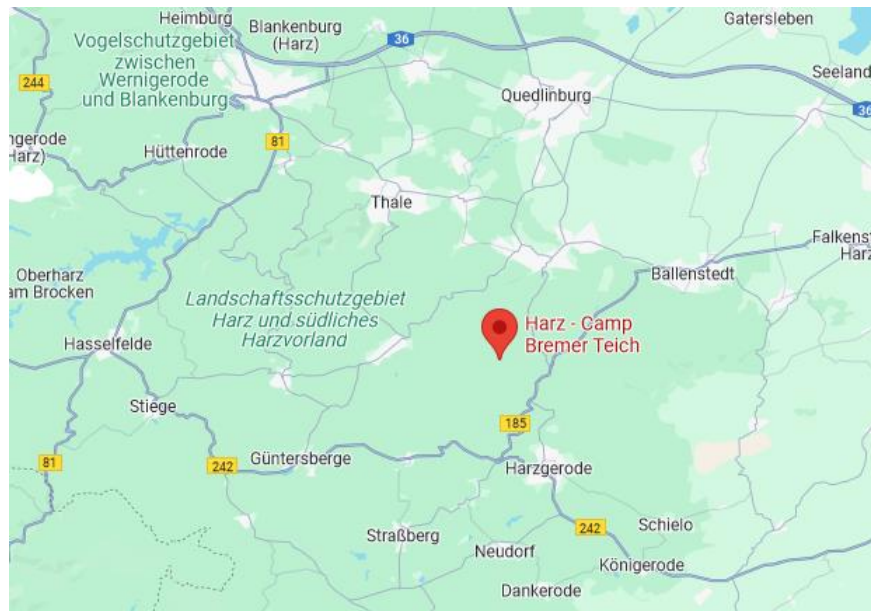 Heimburg
Blankenburg
(Harz)
Gatersleben
Vogelschutzgebiet
zwischen
Wernigerode
und Blankenburg
36
Seeland
244
Quedlinburg
36
ngerode
(Harz)
81
Hüttenrode
Thale
Falkenst
Harz
Oberharz
am Brocken
Ballenstedt
Landschaftsschutzgebiet
Harz und südliches
Harzvorland
Harz - Camp
Bremer Teich
Hasselfelde
Stiege
185
81
242
Güntersberge
Harzgerode
Straßberg
242
Schielo
Neudorf
Königerode
Dankerode